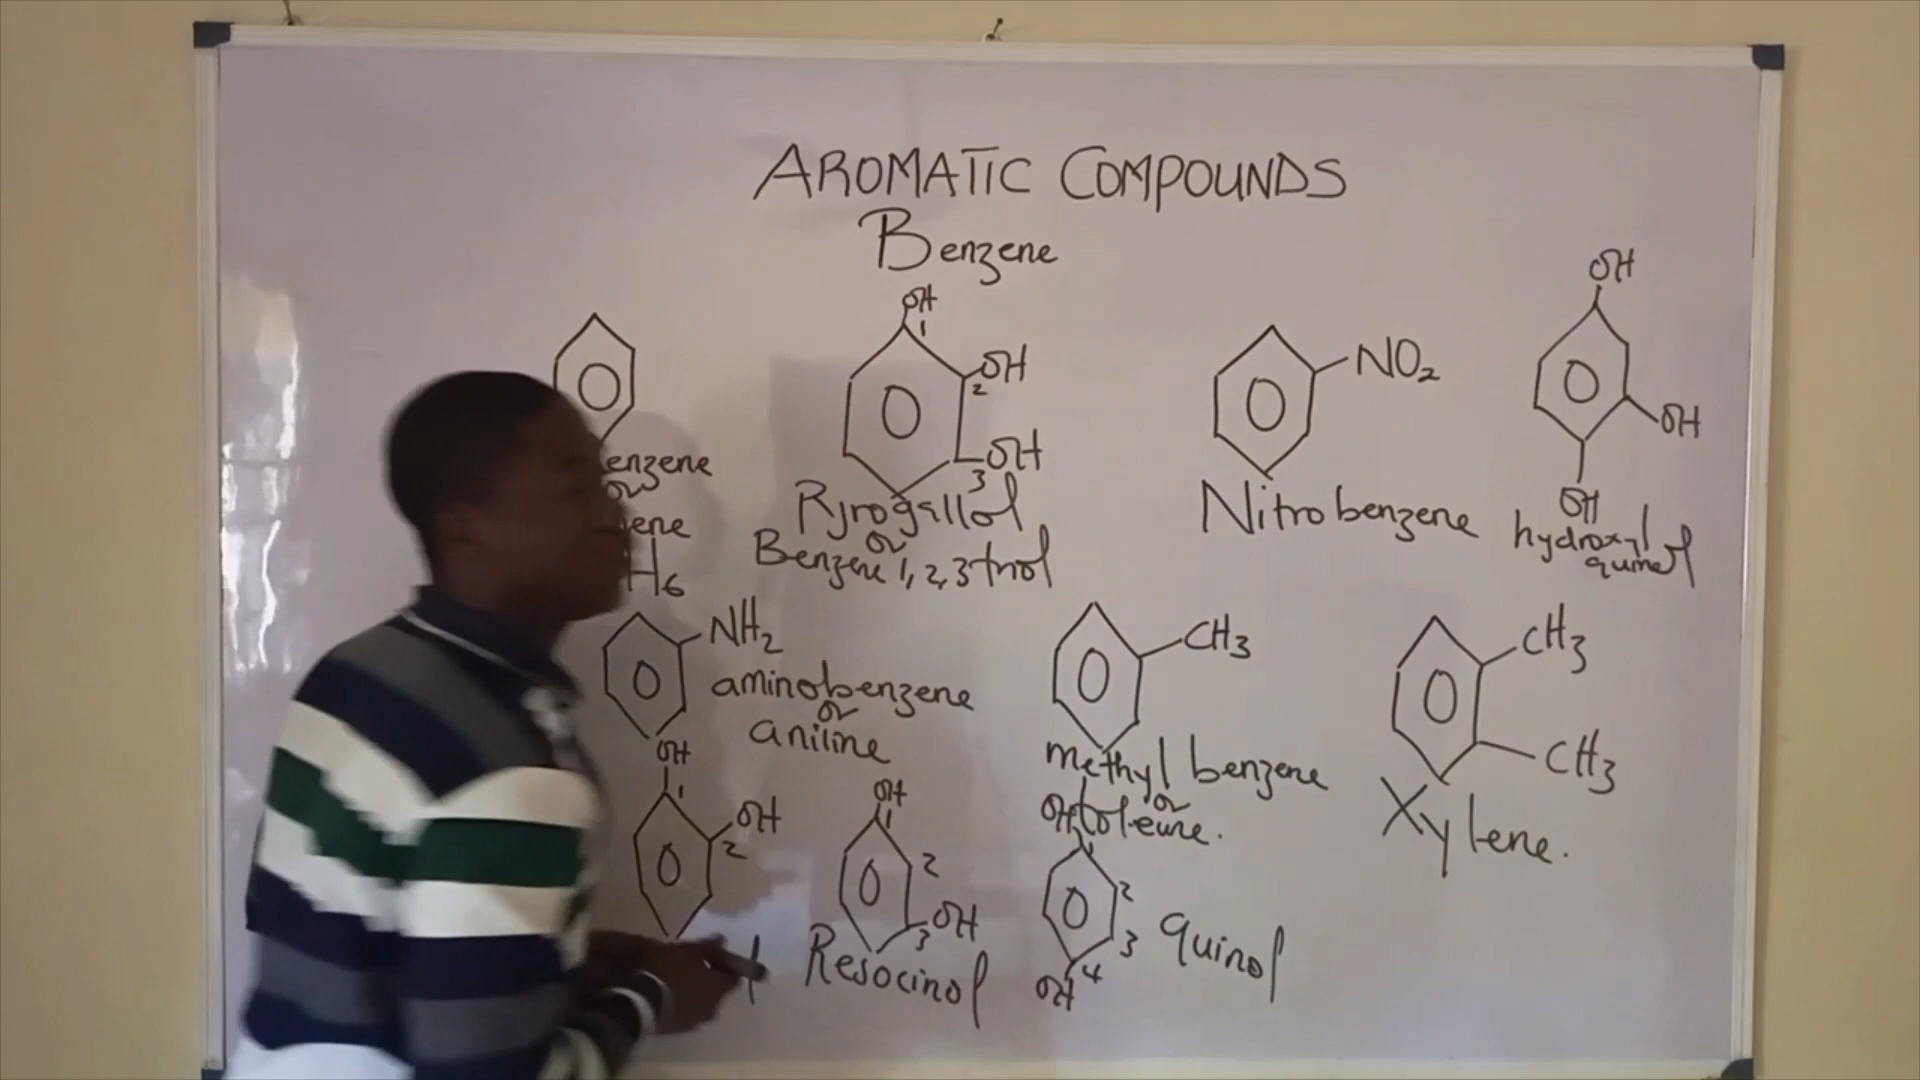 AROMATIC COMPOUNDS
Benzene
OH
1
OH
2
OH
3
Ryrogallol
or
Benzene 1,2,3 triol
NO2
Nitrobenzene
OH
OH
OH
hydroxyl
quinol
enzene
or
ene
H6
NH2
aminobenzene
or
aniline
CH3
methyl benzene
or
toleune.
CH3
CH3
Xylene.
OH
1
OH
2
OH
1
2
OH
3
Resocinol
OH
1
2
3
OH 4
quinol